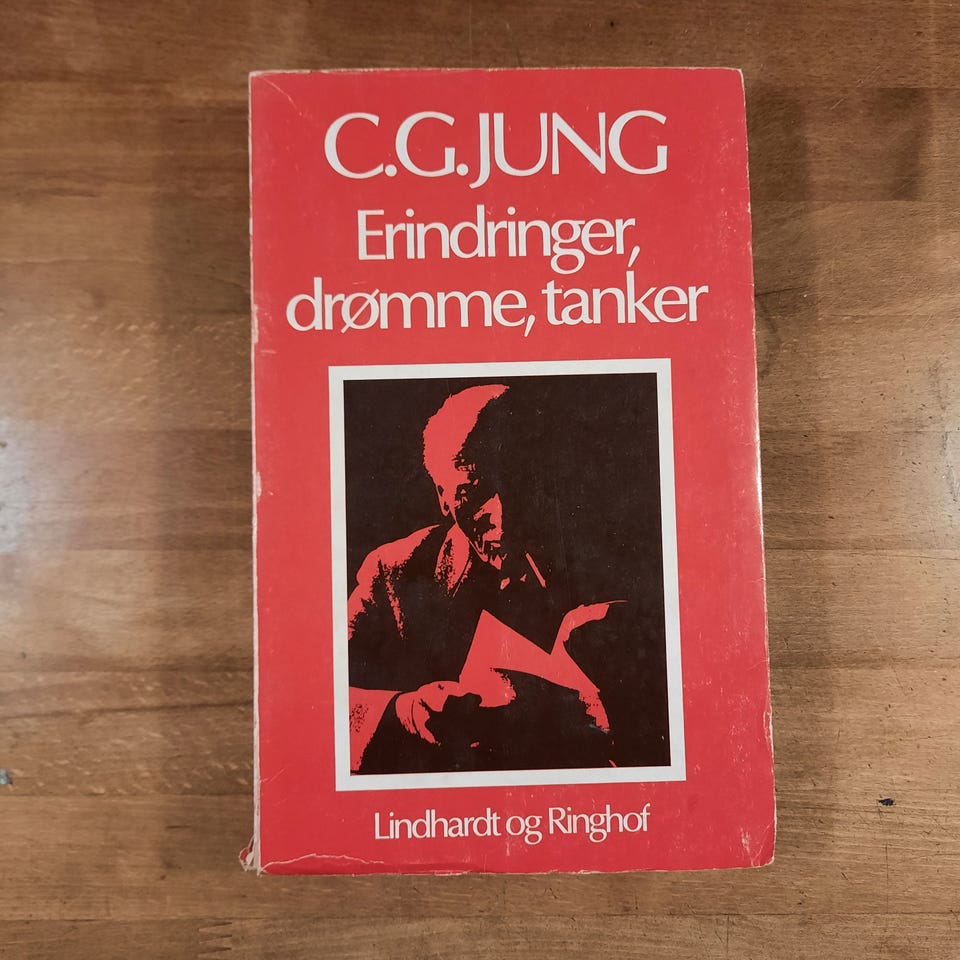 C.G. JUNG
Erindringer,
drømme, tanker
Lindhardt og Ringhof